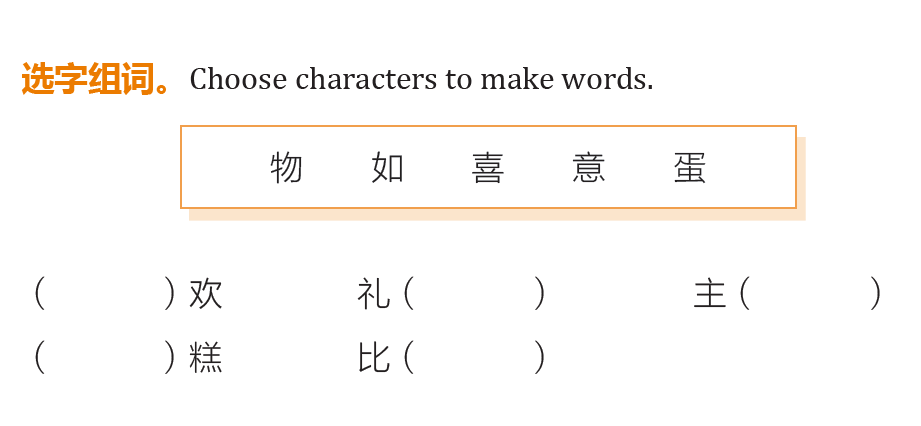 选字组词。Choose characters to make words.
物 如 喜 意 蛋
（ ）欢 礼（ ） 主（ ）
（ ）糕 比（ ）